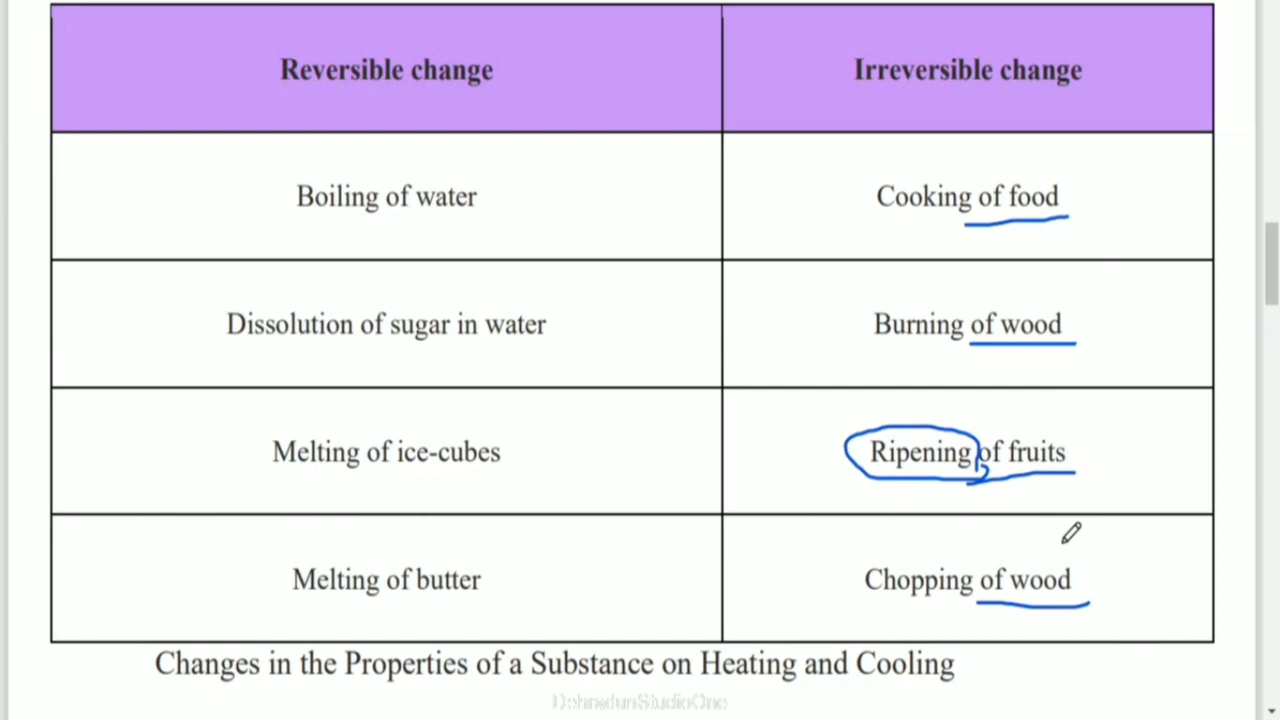 Reversible change
Irreversible change
Boiling of water
Cooking of food
Dissolution of sugar in water
Burning of wood
Melting of ice-cubes
Ripening of fruits
Melting of butter
Chopping of wood
Changes in the Properties of a Substance on Heating and Cooling
DehradunStudioOne